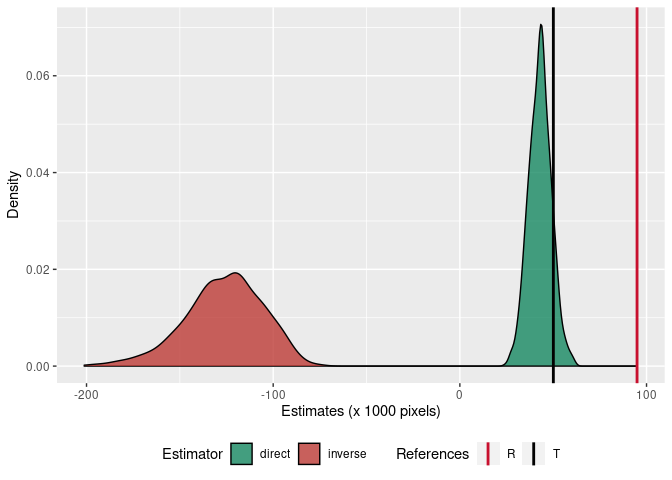 0.06
0.04
0.02
0.00
Density
-200 -100 0 100
Estimates (x 1000 pixels)
Estimator direct inverse References R T